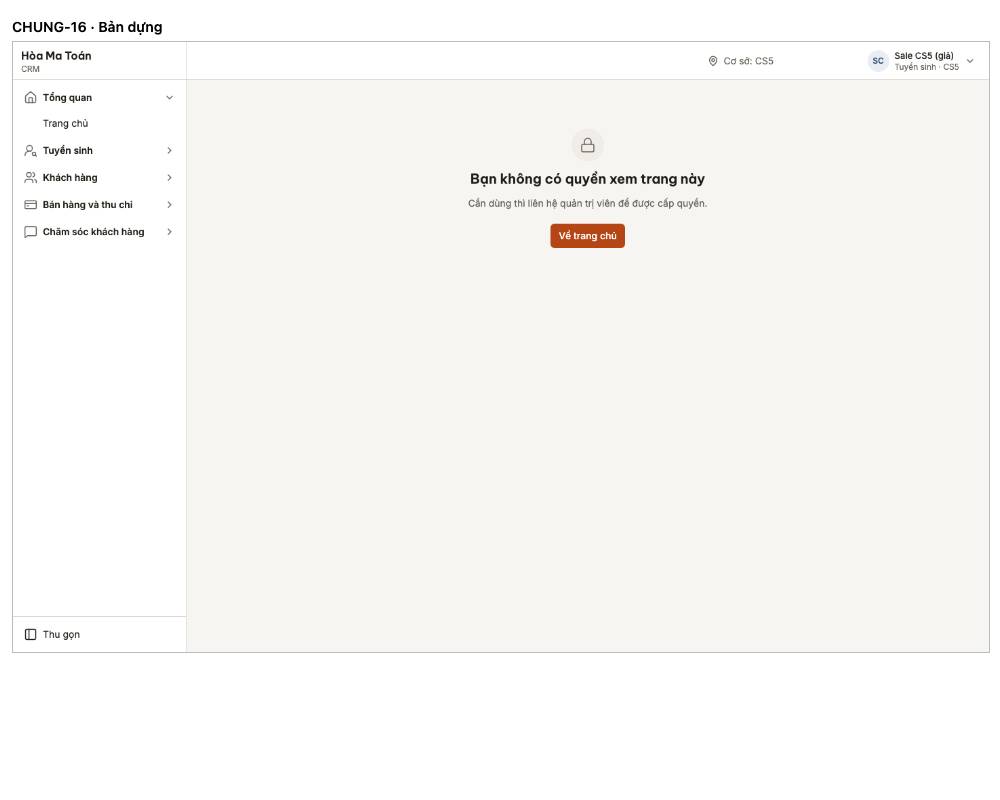 CHUNG-16 · Bản dựng
Hòa Ma Toán
CRM
Cơ sở: CS5
SC
Sale CS5 (giả)
Tuyển sinh · CS5
Tổng quan
Trang chủ
Tuyển sinh
Khách hàng
Bán hàng và thu chi
Chăm sóc khách hàng
Bạn không có quyền xem trang này
Cần dùng thì liên hệ quản trị viên để được cấp quyền.
Về trang chủ
Thu gọn